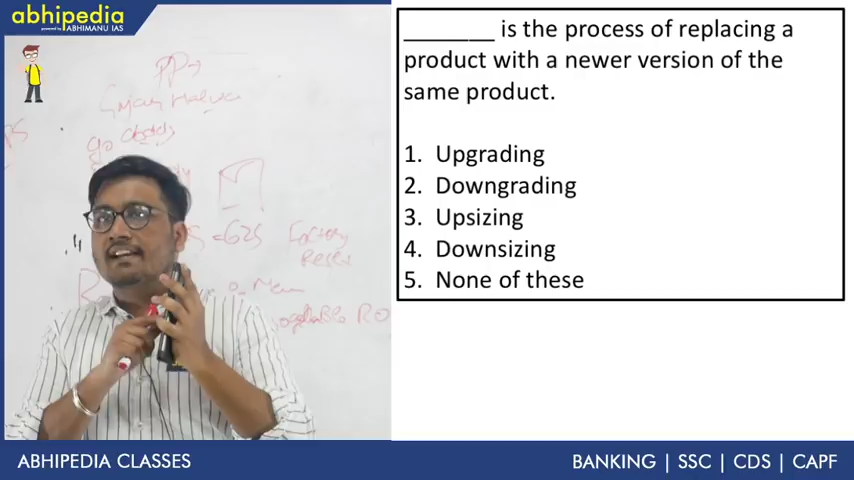 abhipedia
powered by ABHIMANU IAS
= 625
Factory
Reset
_______ is the process of replacing a
product with a newer version of the
same product.
1. Upgrading
2. Downgrading
3. Upsizing
4. Downsizing
5. None of these
ABHIPEDIA CLASSES
BANKING | SSC | CDS | CAPF